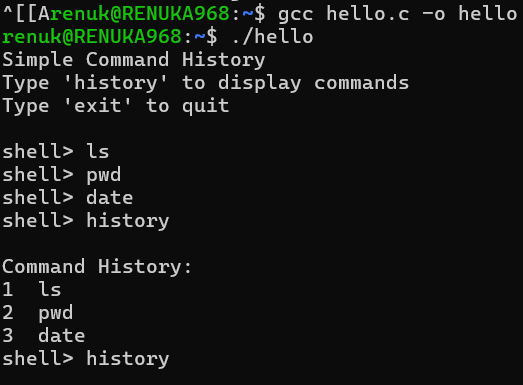 ^[[Arenuk@RENUKA968:~$ gcc hello.c -o hello
renuk@RENUKA968:~$ ./hello
Simple Command History
Type 'history' to display commands
Type 'exit' to quit
shell> ls
shell> pwd
shell> date
shell> history
Command History:
1  ls
2  pwd
3  date
shell> history